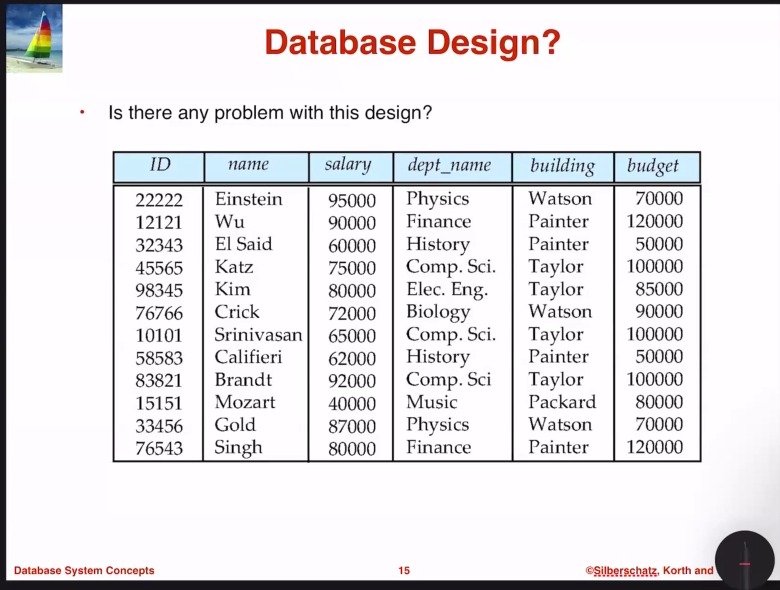 Database Design?
• Is there any problem with this design?
ID name salary dept_name building budget
22222 Einstein 95000 Physics Watson 70000
12121 Wu 90000 Finance Painter 120000
32343 El Said 60000 History Painter 50000
45565 Katz 75000 Comp. Sci. Taylor 100000
98345 Kim 80000 Elec. Eng. Taylor 85000
76766 Crick 72000 Biology Watson 90000
10101 Srinivasan 65000 Comp. Sci. Taylor 100000
58583 Califieri 62000 History Painter 50000
83821 Brandt 92000 Comp. Sci Taylor 100000
15151 Mozart 40000 Music Packard 80000
33456 Gold 87000 Physics Watson 70000
76543 Singh 80000 Finance Painter 120000
Database System Concepts 15 ©Silberschatz, Korth and